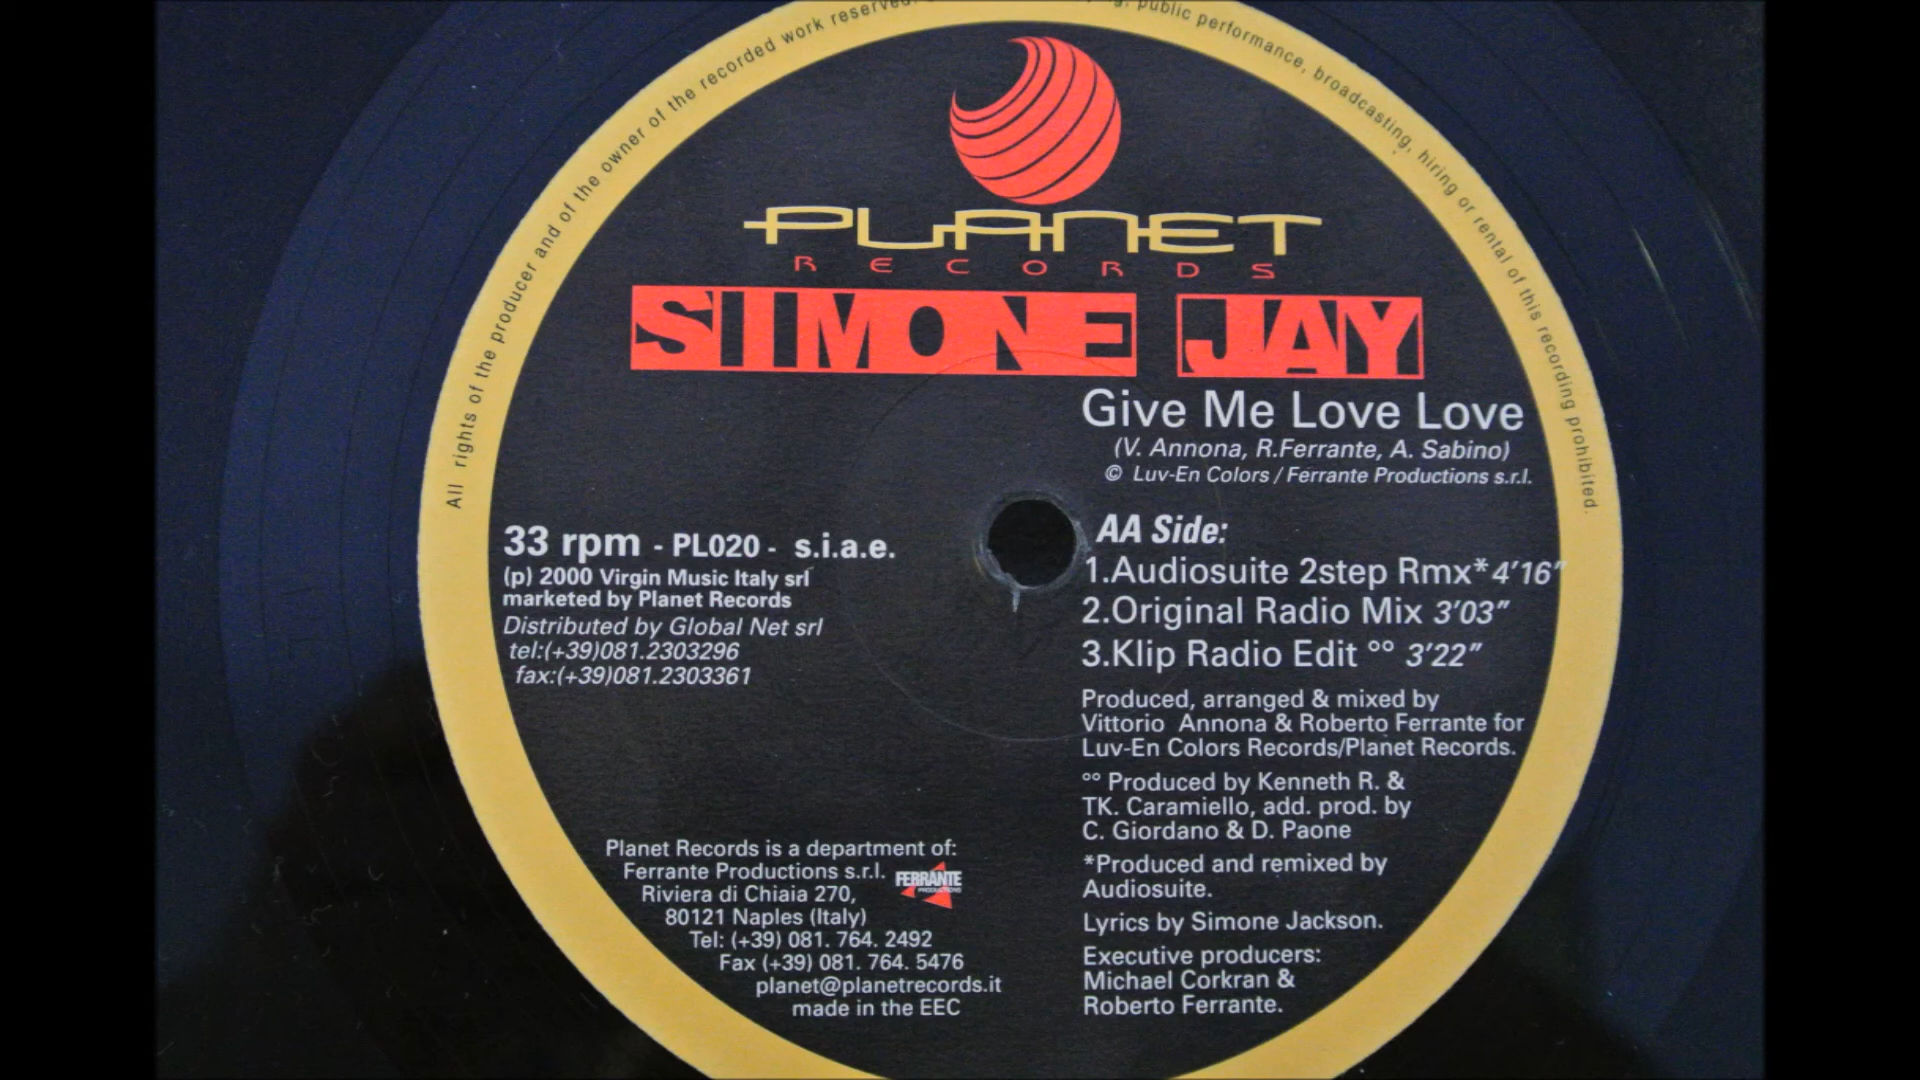 All rights of the producer and of the owner of the recorded work reserved. public performance, broadcasting, hiring or rental of this recording prohibited.
PLANET
RECORDS
SIMONE JAY
Give Me Love Love
(V. Annona, R.Ferrante, A. Sabino)
© Luv-En Colors / Ferrante Productions s.r.l.
33 rpm - PL020 - s.i.a.e.
(p) 2000 Virgin Music Italy srl
marketed by Planet Records
Distributed by Global Net srl
tel:(+39)081.2303296
fax:(+39)081.2303361
AA Side:
1.Audiosuite 2step Rmx* 4'16"
2.Original Radio Mix 3'03"
3.Klip Radio Edit °° 3'22"
Produced, arranged & mixed by
Vittorio Annona & Roberto Ferrante for
Luv-En Colors Records/Planet Records.
°° Produced by Kenneth R. &
TK. Caramiello, add. prod. by
C. Giordano & D. Paone
*Produced and remixed by
Audiosuite.
Lyrics by Simone Jackson.
Executive producers:
Michael Corkran &
Roberto Ferrante.
Planet Records is a department of:
Ferrante Productions s.r.l.
FERRANTE
PRODUCTIONS
Riviera di Chiaia 270,
80121 Naples (Italy)
Tel: (+39) 081. 764. 2492
Fax (+39) 081. 764. 5476
planet@planetrecords.it
made in the EEC